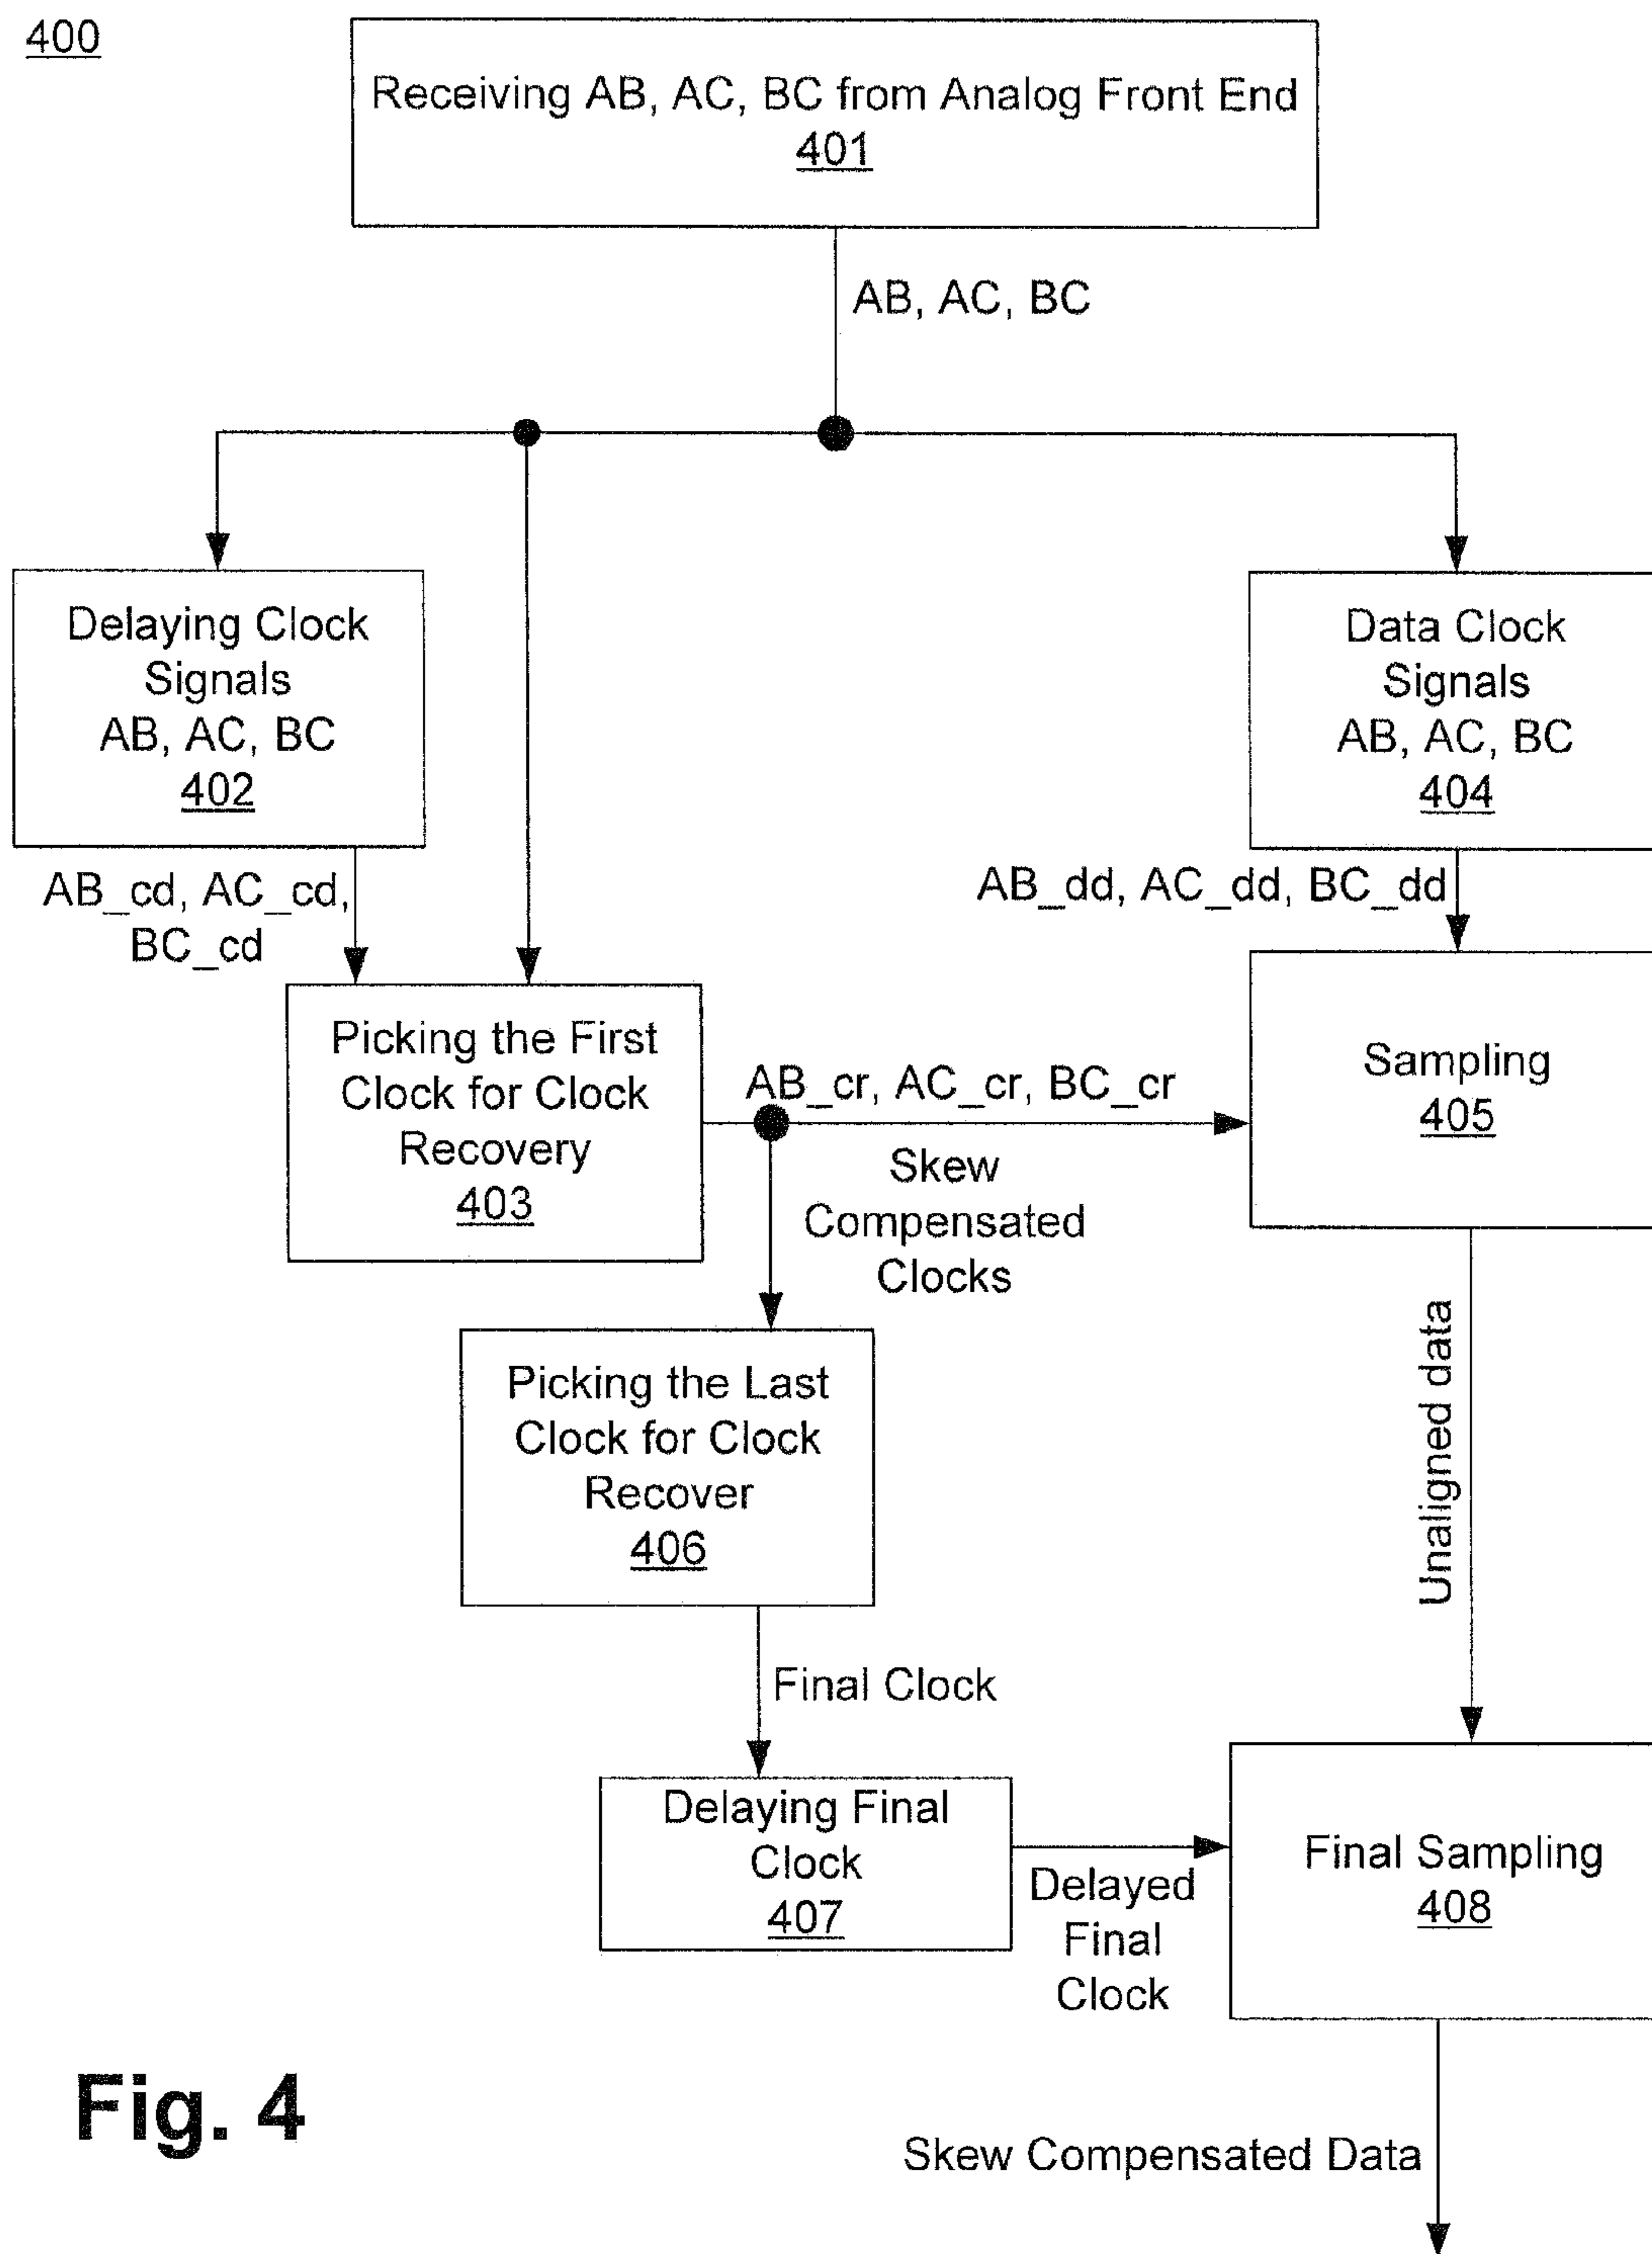 400
Receiving AB, AC, BC from Analog Front End
401
AB, AC, BC
Delaying Clock
Signals
AB, AC, BC
402
Data Clock
Signals
AB, AC, BC
404
AB_cd, AC_cd,
BC_cd
AB_dd, AC_dd, BC_dd
Picking the First
Clock for Clock
Recovery
403
AB_cr, AC_cr, BC_cr
Skew
Compensated
Clocks
Sampling
405
Picking the Last
Clock for Clock
Recover
406
Unaligned data
Final Clock
Delaying Final
Clock
407
Delayed
Final
Clock
Final Sampling
408
Fig. 4
Skew Compensated Data